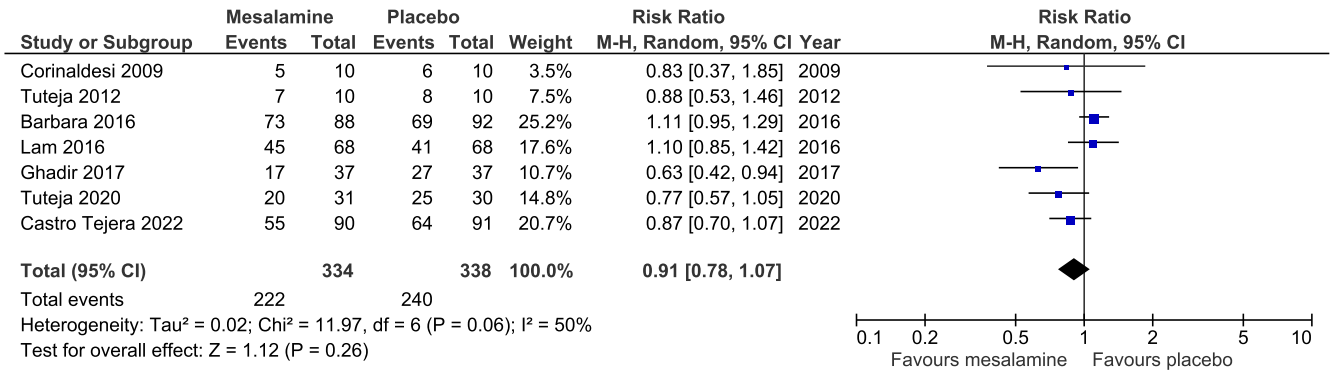 Mesalamine Placebo Risk Ratio Risk Ratio
Study or Subgroup Events Total Events Total Weight M-H, Random, 95% CI Year M-H, Random, 95% CI
Corinaldesi 2009 5 10 6 10 3.5% 0.83 [0.37, 1.85] 2009
Tuteja 2012 7 10 8 10 7.5% 0.88 [0.53, 1.46] 2012
Barbara 2016 73 88 69 92 25.2% 1.11 [0.95, 1.29] 2016
Lam 2016 45 68 41 68 17.6% 1.10 [0.85, 1.42] 2016
Ghadir 2017 17 37 27 37 10.7% 0.63 [0.42, 0.94] 2017
Tuteja 2020 20 31 25 30 14.8% 0.77 [0.57, 1.05] 2020
Castro Tejera 2022 55 90 64 91 20.7% 0.87 [0.70, 1.07] 2022
Total (95% CI) 334 338 100.0% 0.91 [0.78, 1.07]
Total events 222 240
Heterogeneity: Tau² = 0.02; Chi² = 11.97, df = 6 (P = 0.06); I² = 50%
Test for overall effect: Z = 1.12 (P = 0.26)
0.1 0.2 0.5 1 2 5 10
Favours mesalamine Favours placebo